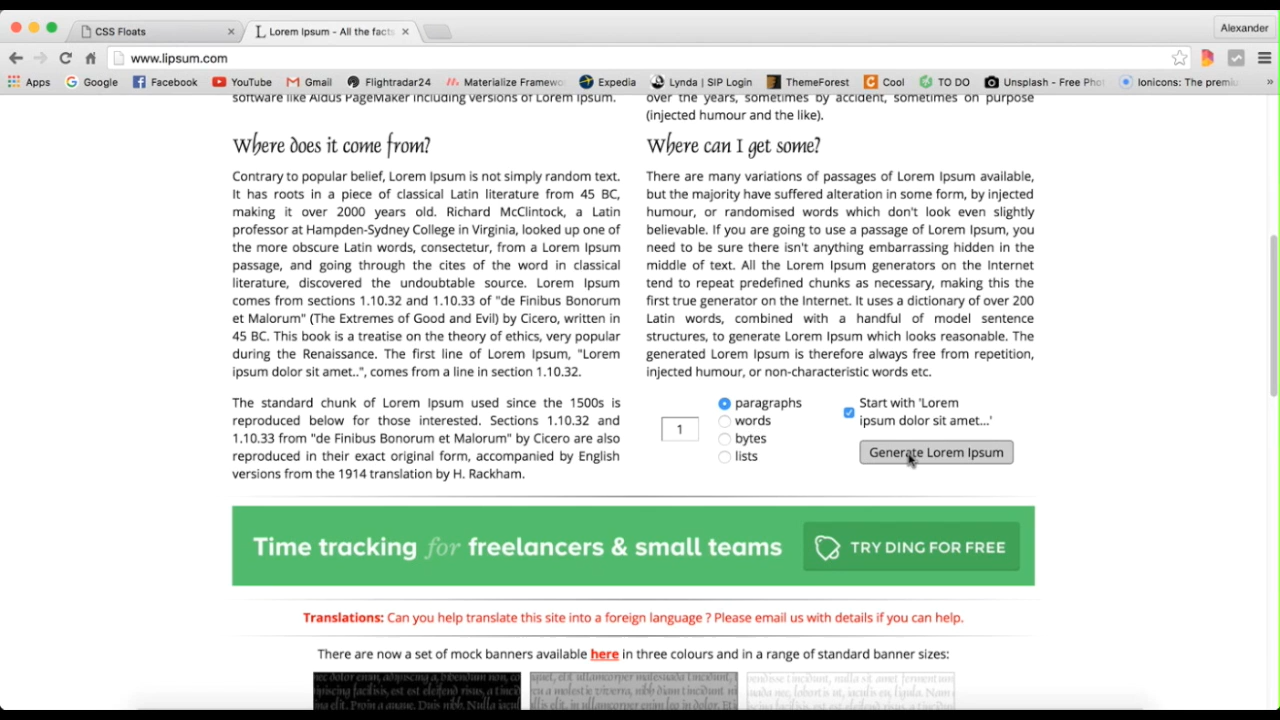 CSS Floats
Lorem Ipsum - All the facts
Alexander
www.lipsum.com
Apps Google Facebook YouTube Gmail Flightradar24 Materialize Framewo Expedia Lynda | SIP Login ThemeForest Cool TO DO Unsplash - Free Pho Ionicons: The premiu »
software like Aldus PageMaker including versions of Lorem Ipsum.
Where does it come from?
Contrary to popular belief, Lorem Ipsum is not simply random text.
It has roots in a piece of classical Latin literature from 45 BC,
making it over 2000 years old. Richard McClintock, a Latin
professor at Hampden-Sydney College in Virginia, looked up one of
the more obscure Latin words, consectetur, from a Lorem Ipsum
passage, and going through the cites of the word in classical
literature, discovered the undoubtable source. Lorem Ipsum
comes from sections 1.10.32 and 1.10.33 of "de Finibus Bonorum
et Malorum" (The Extremes of Good and Evil) by Cicero, written in
45 BC. This book is a treatise on the theory of ethics, very popular
during the Renaissance. The first line of Lorem Ipsum, "Lorem
ipsum dolor sit amet..", comes from a line in section 1.10.32.
The standard chunk of Lorem Ipsum used since the 1500s is
reproduced below for those interested. Sections 1.10.32 and
1.10.33 from "de Finibus Bonorum et Malorum" by Cicero are also
reproduced in their exact original form, accompanied by English
versions from the 1914 translation by H. Rackham.
over the years, sometimes by accident, sometimes on purpose
(injected humour and the like).
Where can I get some?
There are many variations of passages of Lorem Ipsum available,
but the majority have suffered alteration in some form, by injected
humour, or randomised words which don't look even slightly
believable. If you are going to use a passage of Lorem Ipsum, you
need to be sure there isn't anything embarrassing hidden in the
middle of text. All the Lorem Ipsum generators on the Internet
tend to repeat predefined chunks as necessary, making this the
first true generator on the Internet. It uses a dictionary of over 200
Latin words, combined with a handful of model sentence
structures, to generate Lorem Ipsum which looks reasonable. The
generated Lorem Ipsum is therefore always free from repetition,
injected humour, or non-characteristic words etc.
1
paragraphs
words
bytes
lists
Start with 'Lorem
ipsum dolor sit amet...'
Generate Lorem Ipsum
Time tracking for freelancers & small teams TRY DING FOR FREE
Translations: Can you help translate this site into a foreign language ? Please email us with details if you can help.
There are now a set of mock banners available here in three colours and in a range of standard banner sizes: